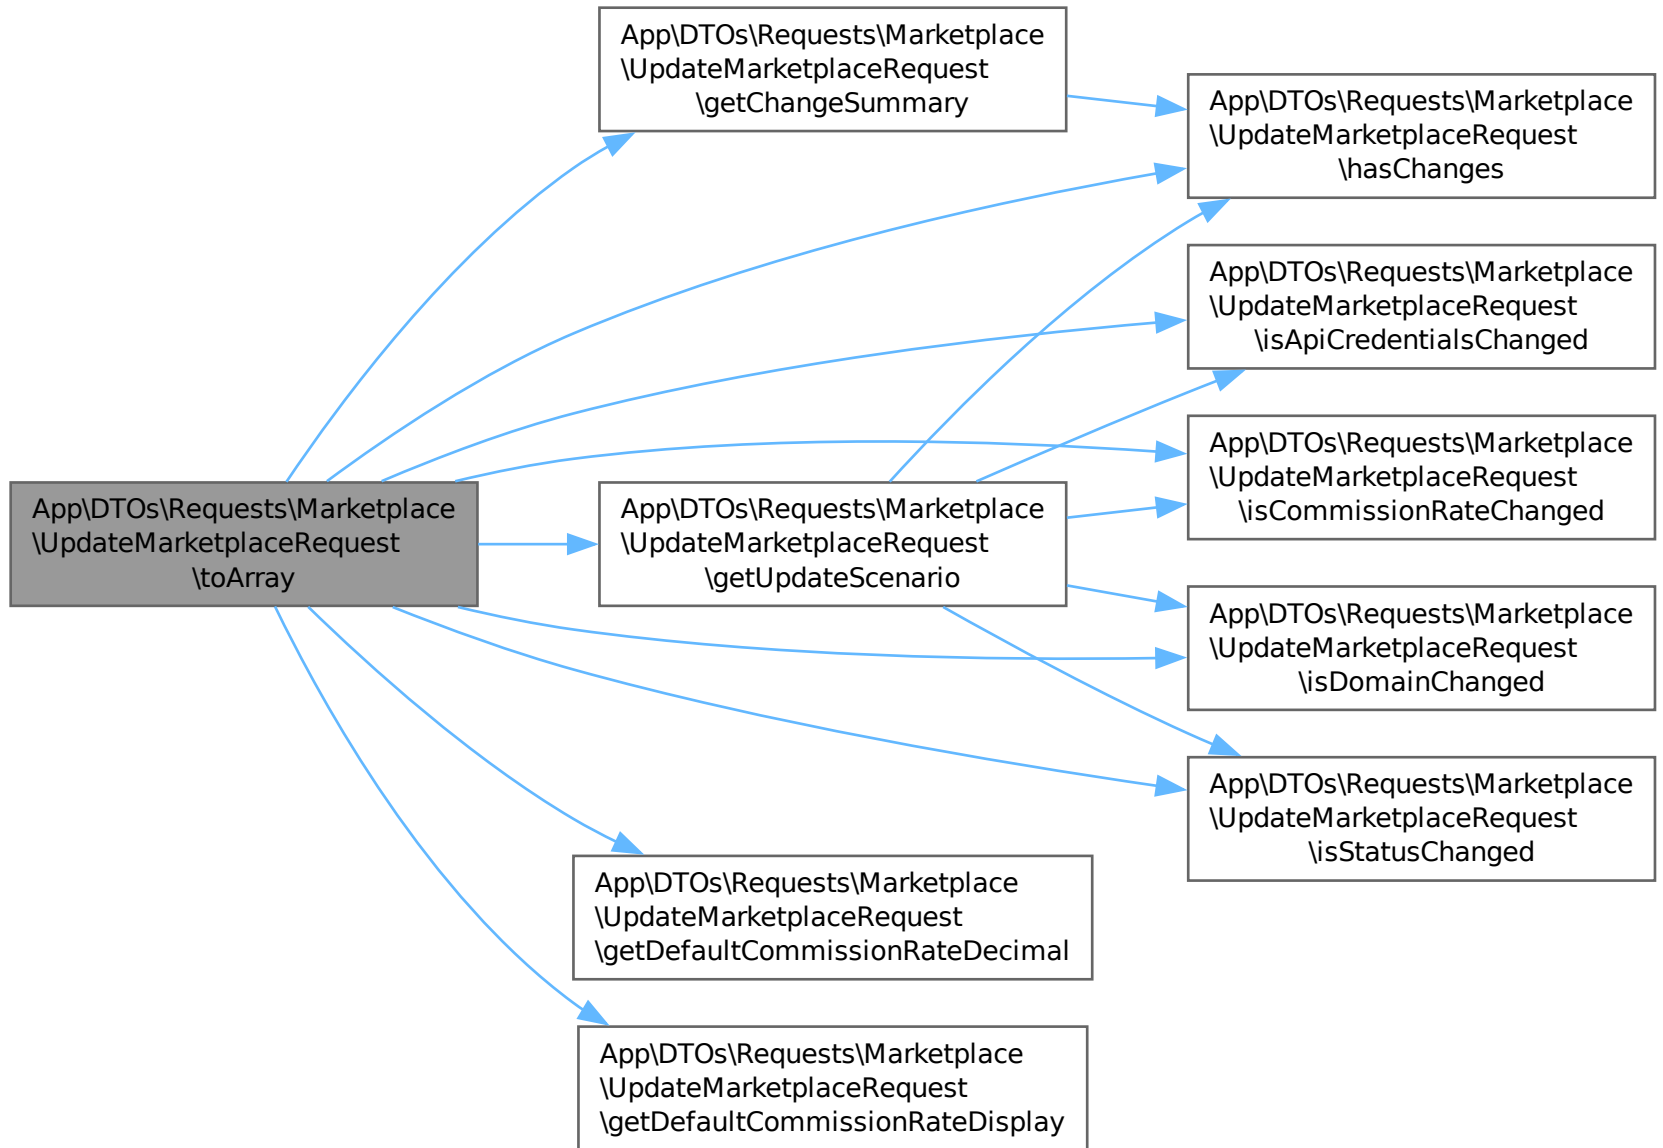 App\DTOs\Requests\Marketplace
\UpdateMarketplaceRequest
\getChangeSummary
App\DTOs\Requests\Marketplace
\UpdateMarketplaceRequest
\hasChanges
App\DTOs\Requests\Marketplace
\UpdateMarketplaceRequest
\isApiCredentialsChanged
App\DTOs\Requests\Marketplace
\UpdateMarketplaceRequest
\isCommissionRateChanged
App\DTOs\Requests\Marketplace
\UpdateMarketplaceRequest
\toArray
App\DTOs\Requests\Marketplace
\UpdateMarketplaceRequest
\getUpdateScenario
App\DTOs\Requests\Marketplace
\UpdateMarketplaceRequest
\isDomainChanged
App\DTOs\Requests\Marketplace
\UpdateMarketplaceRequest
\isStatusChanged
App\DTOs\Requests\Marketplace
\UpdateMarketplaceRequest
\getDefaultCommissionRateDecimal
App\DTOs\Requests\Marketplace
\UpdateMarketplaceRequest
\getDefaultCommissionRateDisplay